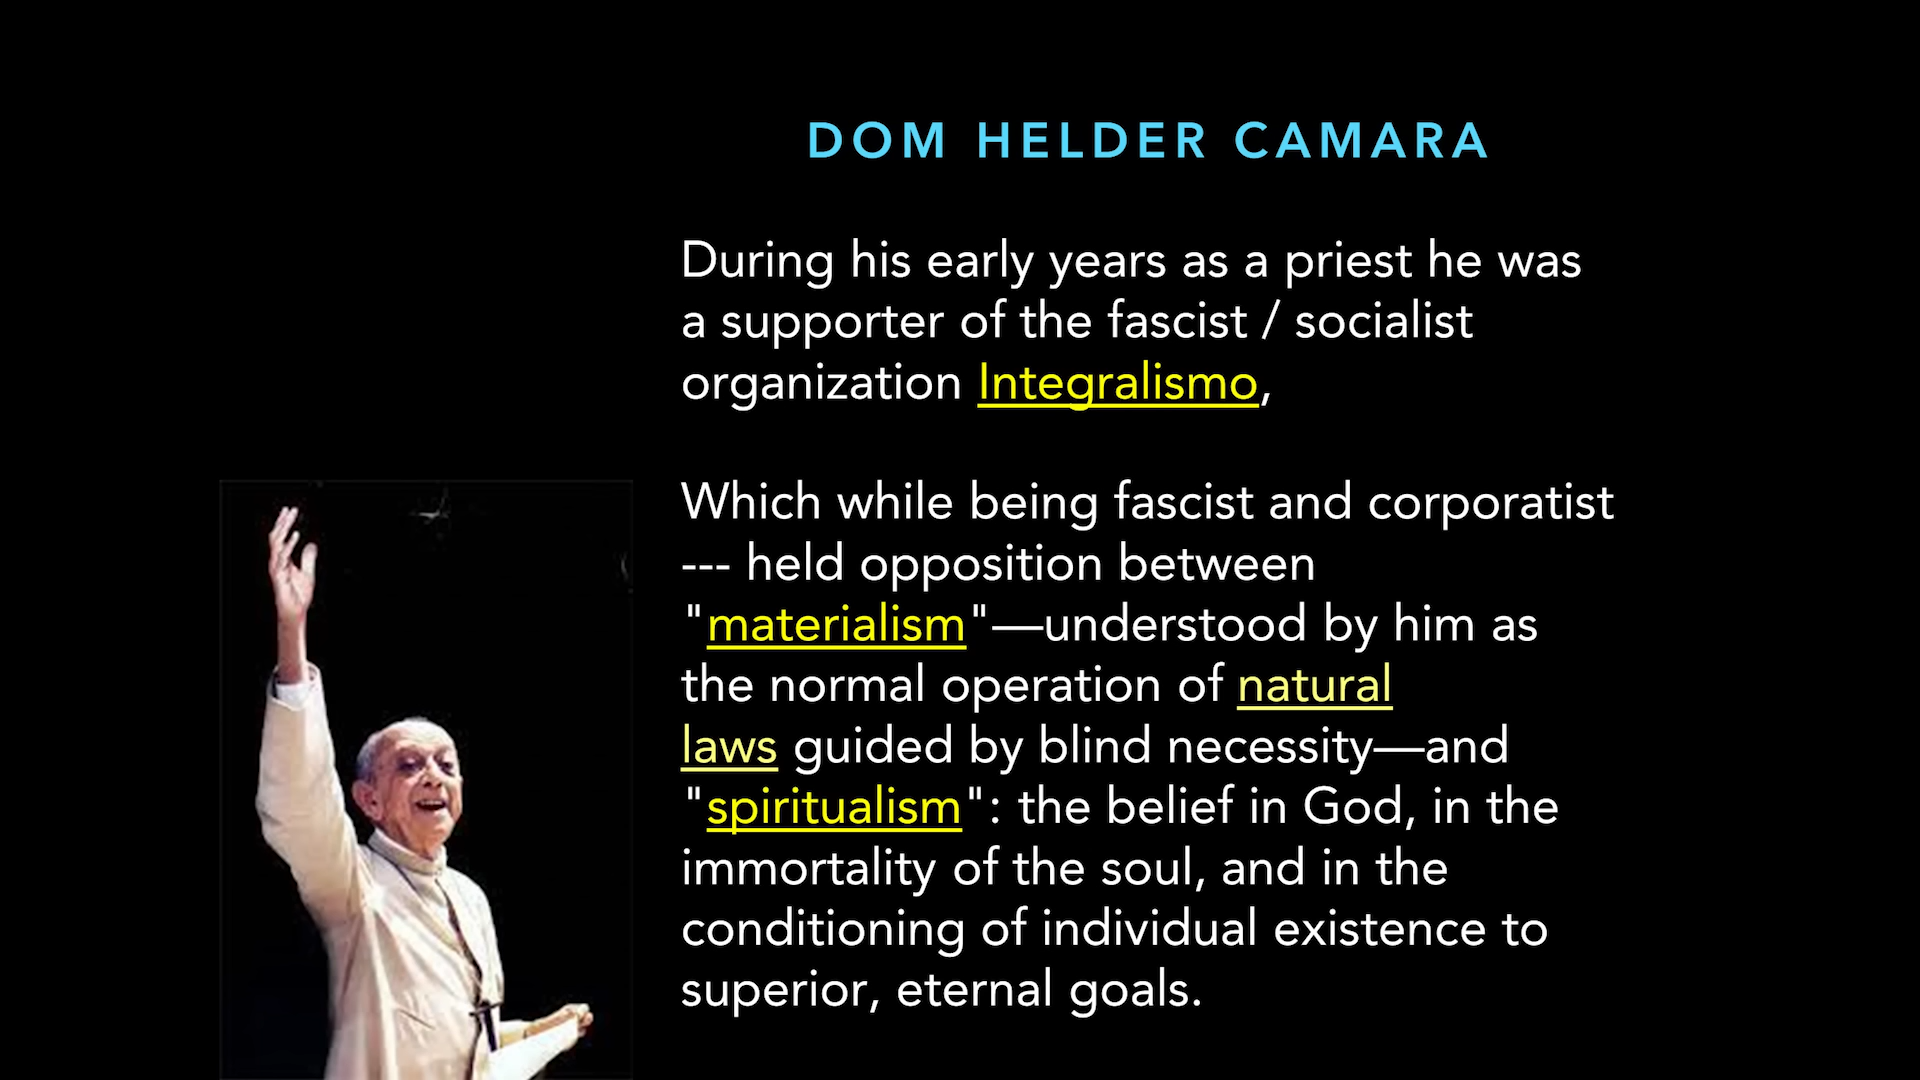 DOM HELDER CAMARA
During his early years as a priest he was
a supporter of the fascist / socialist
organization Integralismo,
Which while being fascist and corporatist
--- held opposition between
"materialism"—understood by him as
the normal operation of natural
laws guided by blind necessity—and
"spiritualism": the belief in God, in the
immortality of the soul, and in the
conditioning of individual existence to
superior, eternal goals.